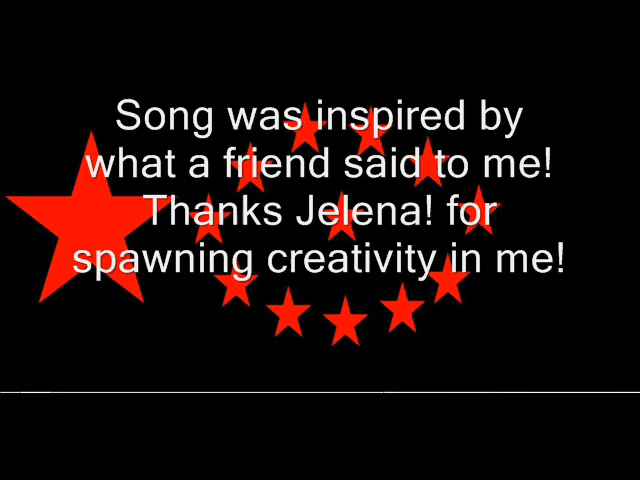 Song was inspired by
what a friend said to me!
Thanks Jelena! for
spawning creativity in me!